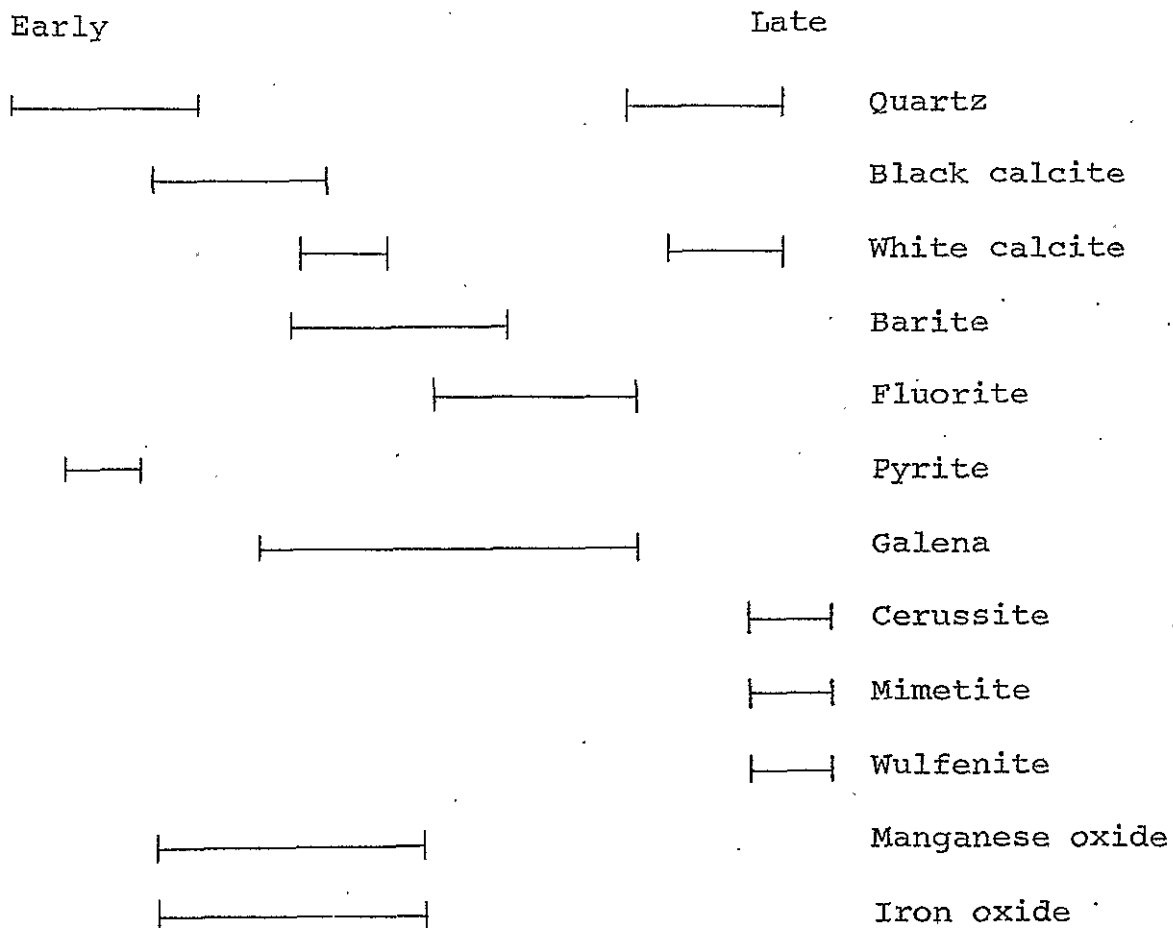 Early Late
Quartz
Black calcite
White calcite
Barite
Fluorite
Pyrite
Galena
Cerussite
Mimetite
Wulfenite
Manganese oxide
Iron oxide